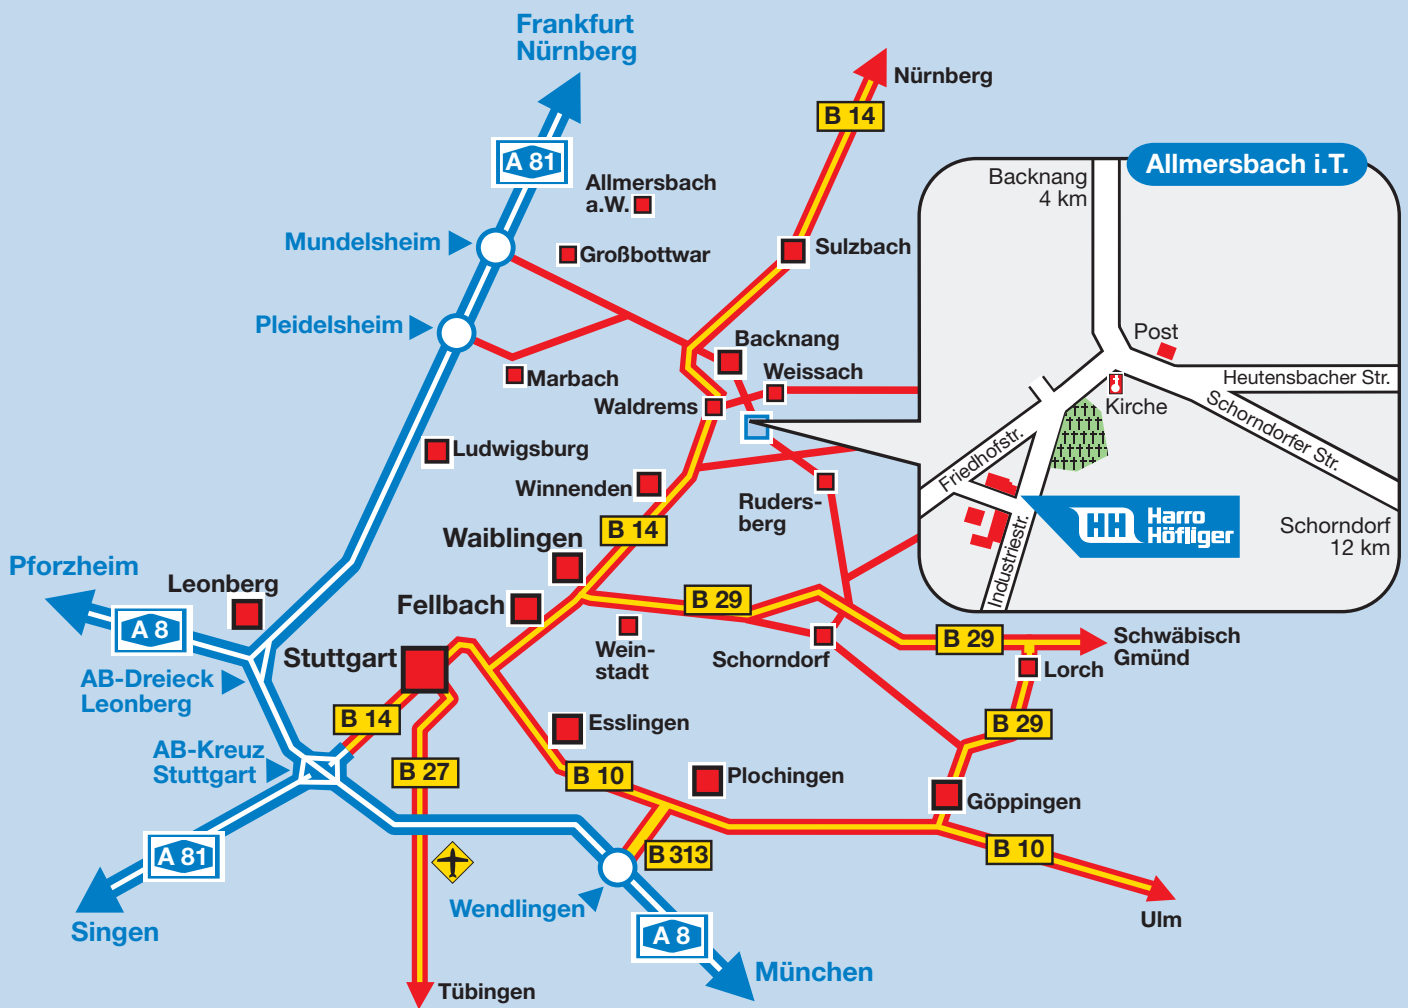 Frankfurt
Nürnberg
Nürnberg
B 14
A 81
Allmersbach i.T.
Backnang
4 km
Allmersbach
a.W.
Mundelsheim
Großbottwar
Sulzbach
Pleidelsheim
Post
Backnang
Weissach
Marbach
Heutensbacher Str.
Waldrems
Kirche
Schorndorfer Str.
Ludwigsburg
Friedhofstr.
Winnenden
Ruders-
berg
HH Harro
Höfliger
B 14
Schorndorf
12 km
Waiblingen
Industriestr.
Pforzheim
Leonberg
Fellbach
B 29
A 8
B 29
Schwäbisch
Gmünd
Stuttgart
Wein-
stadt
Schorndorf
Lorch
AB-Dreieck
Leonberg
B 14
Esslingen
B 29
AB-Kreuz
Stuttgart
B 27
B 10
Plochingen
Göppingen
A 81
B 313
B 10
Wendlingen
Singen
A 8
Ulm
München
Tübingen